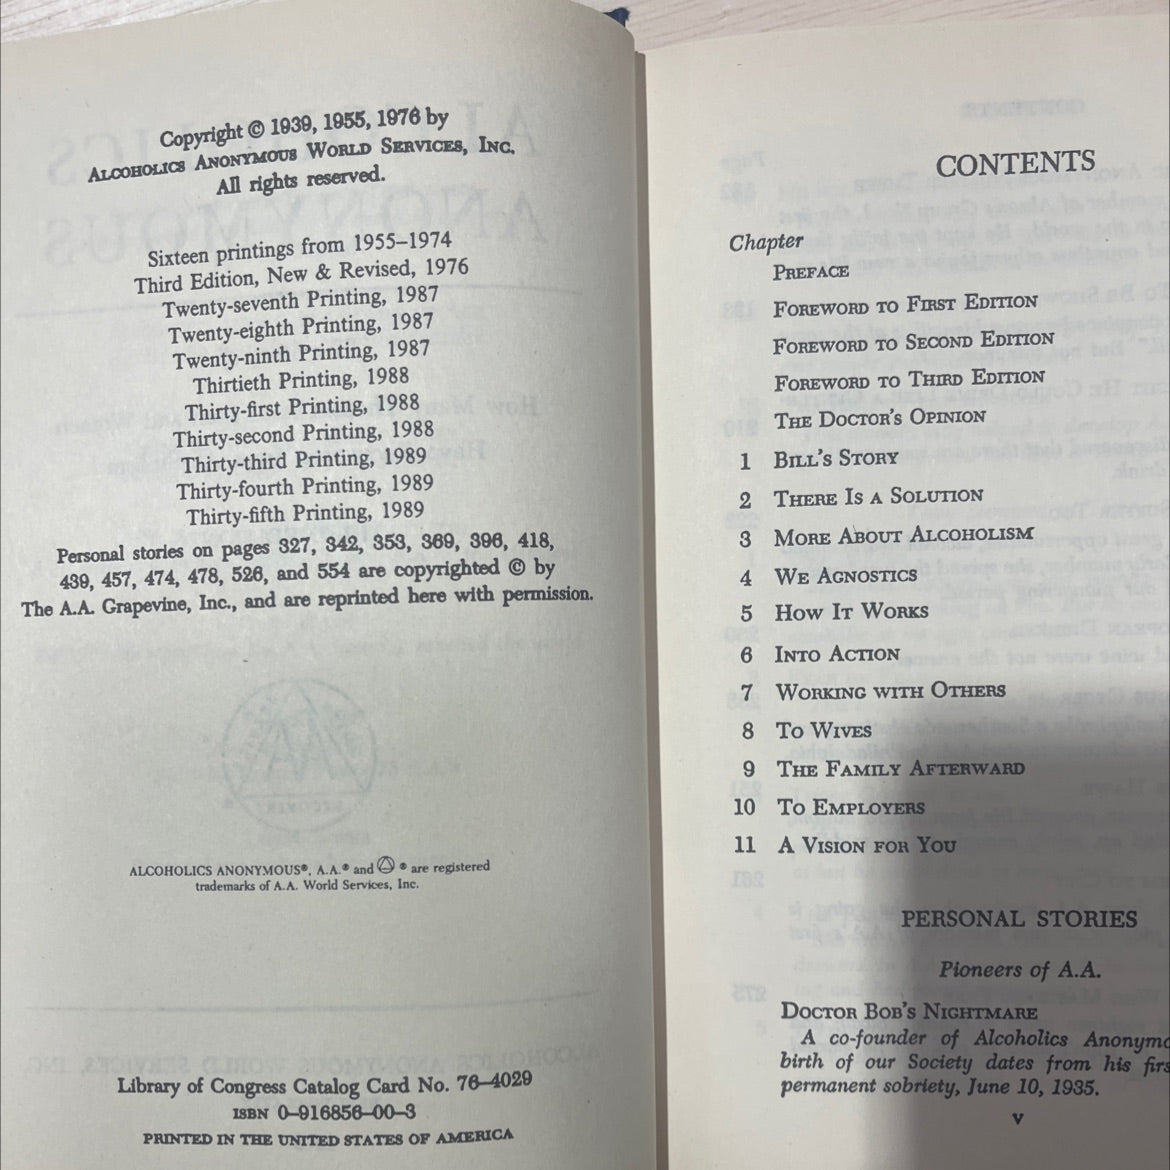 Copyright © 1939, 1955, 1976 by
Alcoholics Anonymous World Services, Inc.
All rights reserved.
Sixteen printings from 1955–1974
Third Edition, New & Revised, 1976
Twenty-seventh Printing, 1987
Twenty-eighth Printing, 1987
Twenty-ninth Printing, 1987
Thirtieth Printing, 1988
Thirty-first Printing, 1988
Thirty-second Printing, 1988
Thirty-third Printing, 1989
Thirty-fourth Printing, 1989
Thirty-fifth Printing, 1989
Personal stories on pages 327, 342, 353, 369, 396, 418,
439, 457, 474, 478, 526, and 554 are copyrighted © by
The A.A. Grapevine, Inc., and are reprinted here with permission.
ALCOHOLICS ANONYMOUS®, A.A.® and ® are registered
trademarks of A.A. World Services, Inc.
Library of Congress Catalog Card No. 76–4029
ISBN 0–916856–00–3
PRINTED IN THE UNITED STATES OF AMERICA
CONTENTS
Chapter
Preface
Foreword to First Edition
Foreword to Second Edition
Foreword to Third Edition
The Doctor's Opinion
1 Bill's Story
2 There Is a Solution
3 More About Alcoholism
4 We Agnostics
5 How It Works
6 Into Action
7 Working with Others
8 To Wives
9 The Family Afterward
10 To Employers
11 A Vision for You
PERSONAL STORIES
Pioneers of A.A.
Doctor Bob's Nightmare
A co-founder of Alcoholics
birth of our Society dates from his
permanent sobriety, June 10, 1935.
v